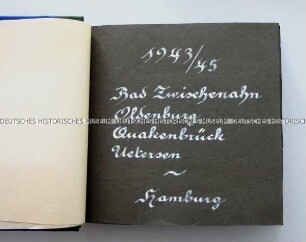 1943/45
Bad Zwischenahn
Oldenburg
DEUTSCHES HISTORISCHES MUSEUM
Quakenbrück
Uetersen
~
Hamburg